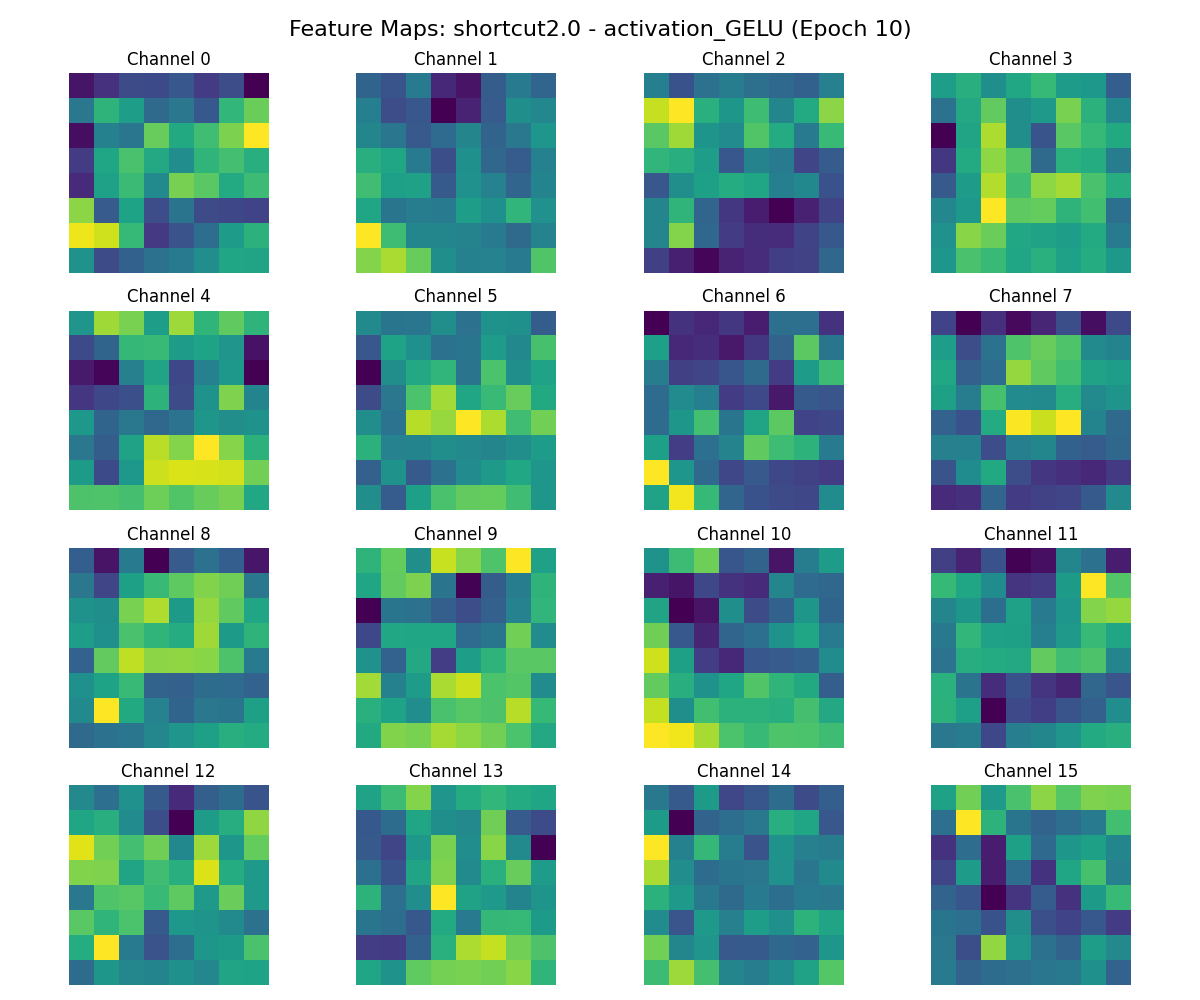 Feature Maps: shortcut2.0 - activation_GELU (Epoch 10)
Channel 0 Channel 1 Channel 2 Channel 3
Channel 4 Channel 5 Channel 6 Channel 7
Channel 8 Channel 9 Channel 10 Channel 11
Channel 12 Channel 13 Channel 14 Channel 15